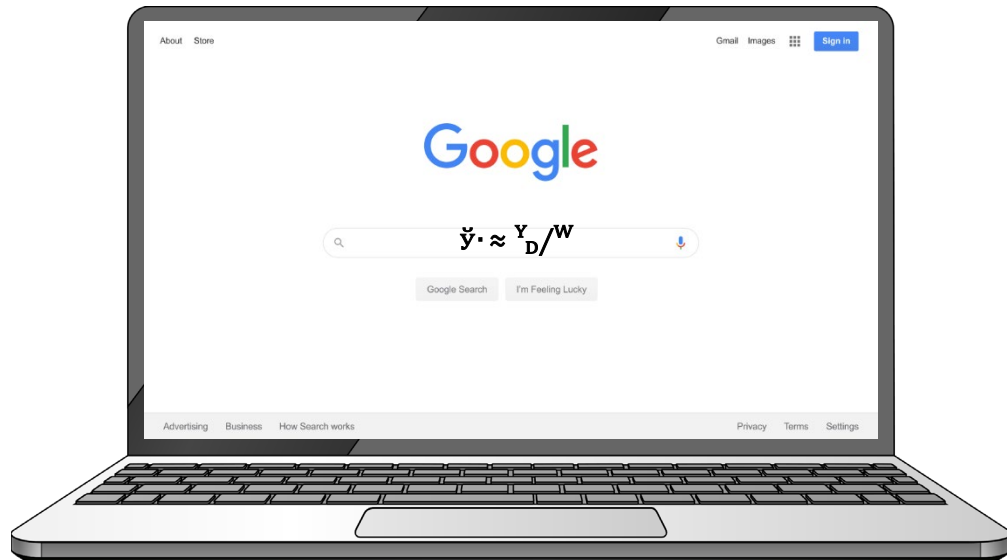 About Store Gmail Images Sign in
Google
y̆· ≈ ʸ_D/ᵂ
Google Search I'm Feeling Lucky
Advertising Business How Search works Privacy Terms Settings